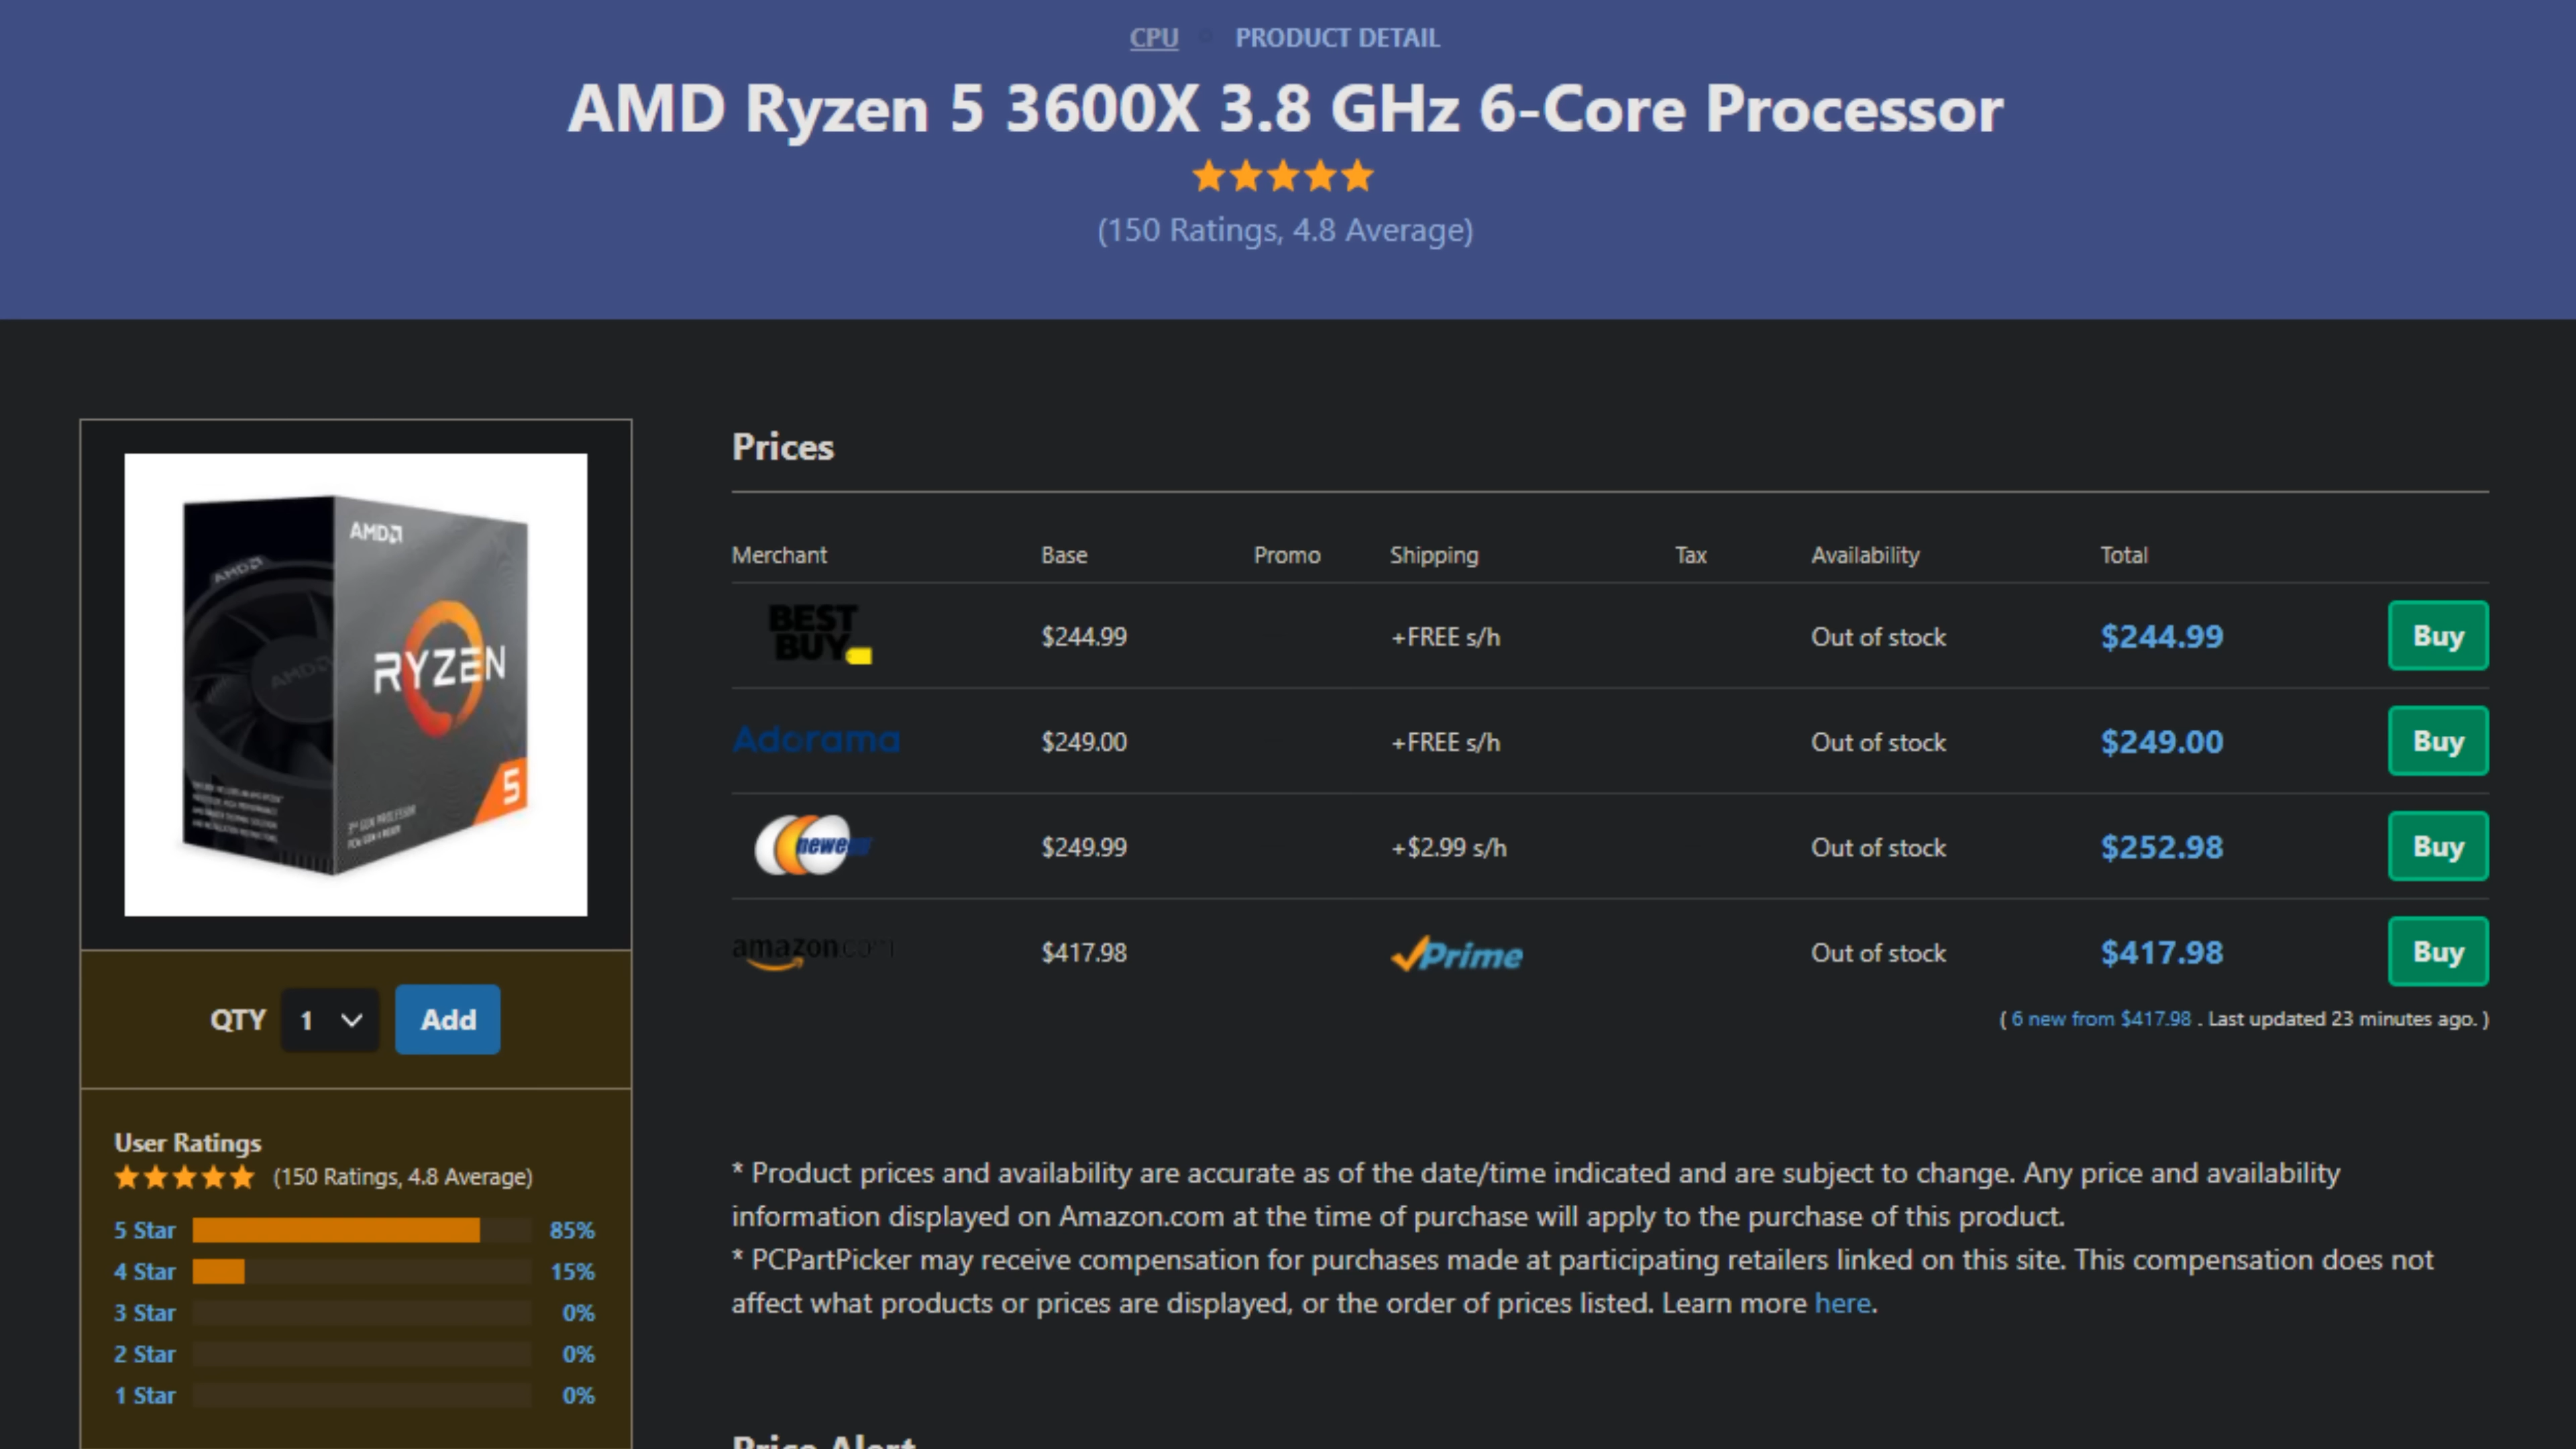 CPU PRODUCT DETAIL
AMD Ryzen 5 3600X 3.8 GHz 6-Core Processor
(150 Ratings, 4.8 Average)
AMD
AMD
AMD
RYZEN
5
3rd GEN PROCESSOR
QTY 1 Add
User Ratings
(150 Ratings, 4.8 Average)
5 Star 85%
4 Star 15%
3 Star 0%
2 Star 0%
1 Star 0%
Prices
Merchant Base Promo Shipping Tax Availability Total
BEST BUY $244.99 +FREE s/h Out of stock $244.99 Buy
Adorama $249.00 +FREE s/h Out of stock $249.00 Buy
newegg $249.99 +$2.99 s/h Out of stock $252.98 Buy
amazon.com $417.98 Prime Out of stock $417.98 Buy
( 6 new from $417.98 . Last updated 23 minutes ago. )
* Product prices and availability are accurate as of the date/time indicated and are subject to change. Any price and availability
information displayed on Amazon.com at the time of purchase will apply to the purchase of this product.
* PCPartPicker may receive compensation for purchases made at participating retailers linked on this site. This compensation does not
affect what products or prices are displayed, or the order of prices listed. Learn more here.
Price Alert